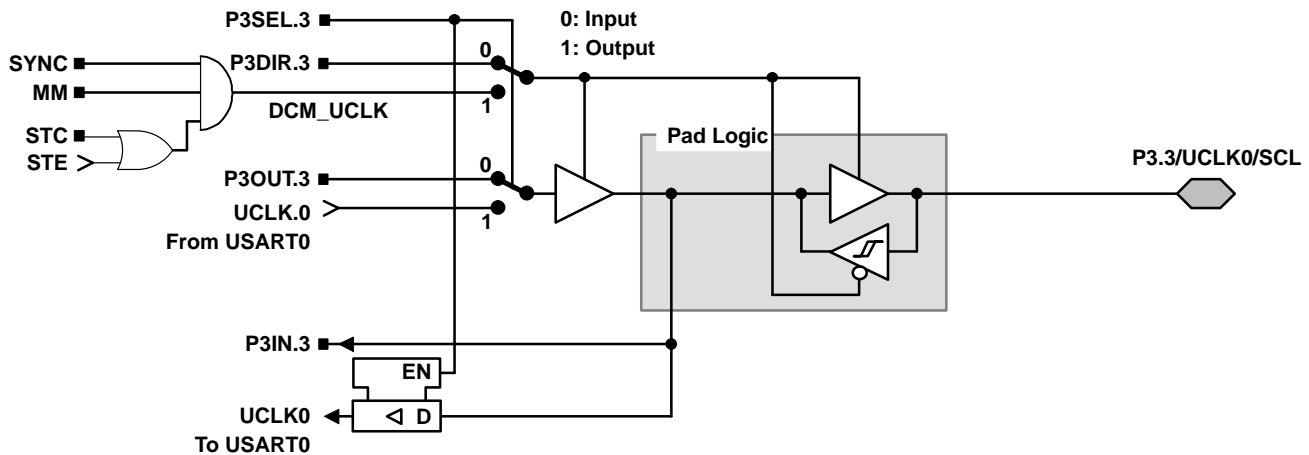 P3SEL.3
0: Input
1: Output
SYNC
P3DIR.3
0
MM
DCM_UCLK
1
STC
STE
Pad Logic
P3.3/UCLK0/SCL
P3OUT.3
0
UCLK.0
1
From USART0
P3IN.3
EN
UCLK0
D
To USART0